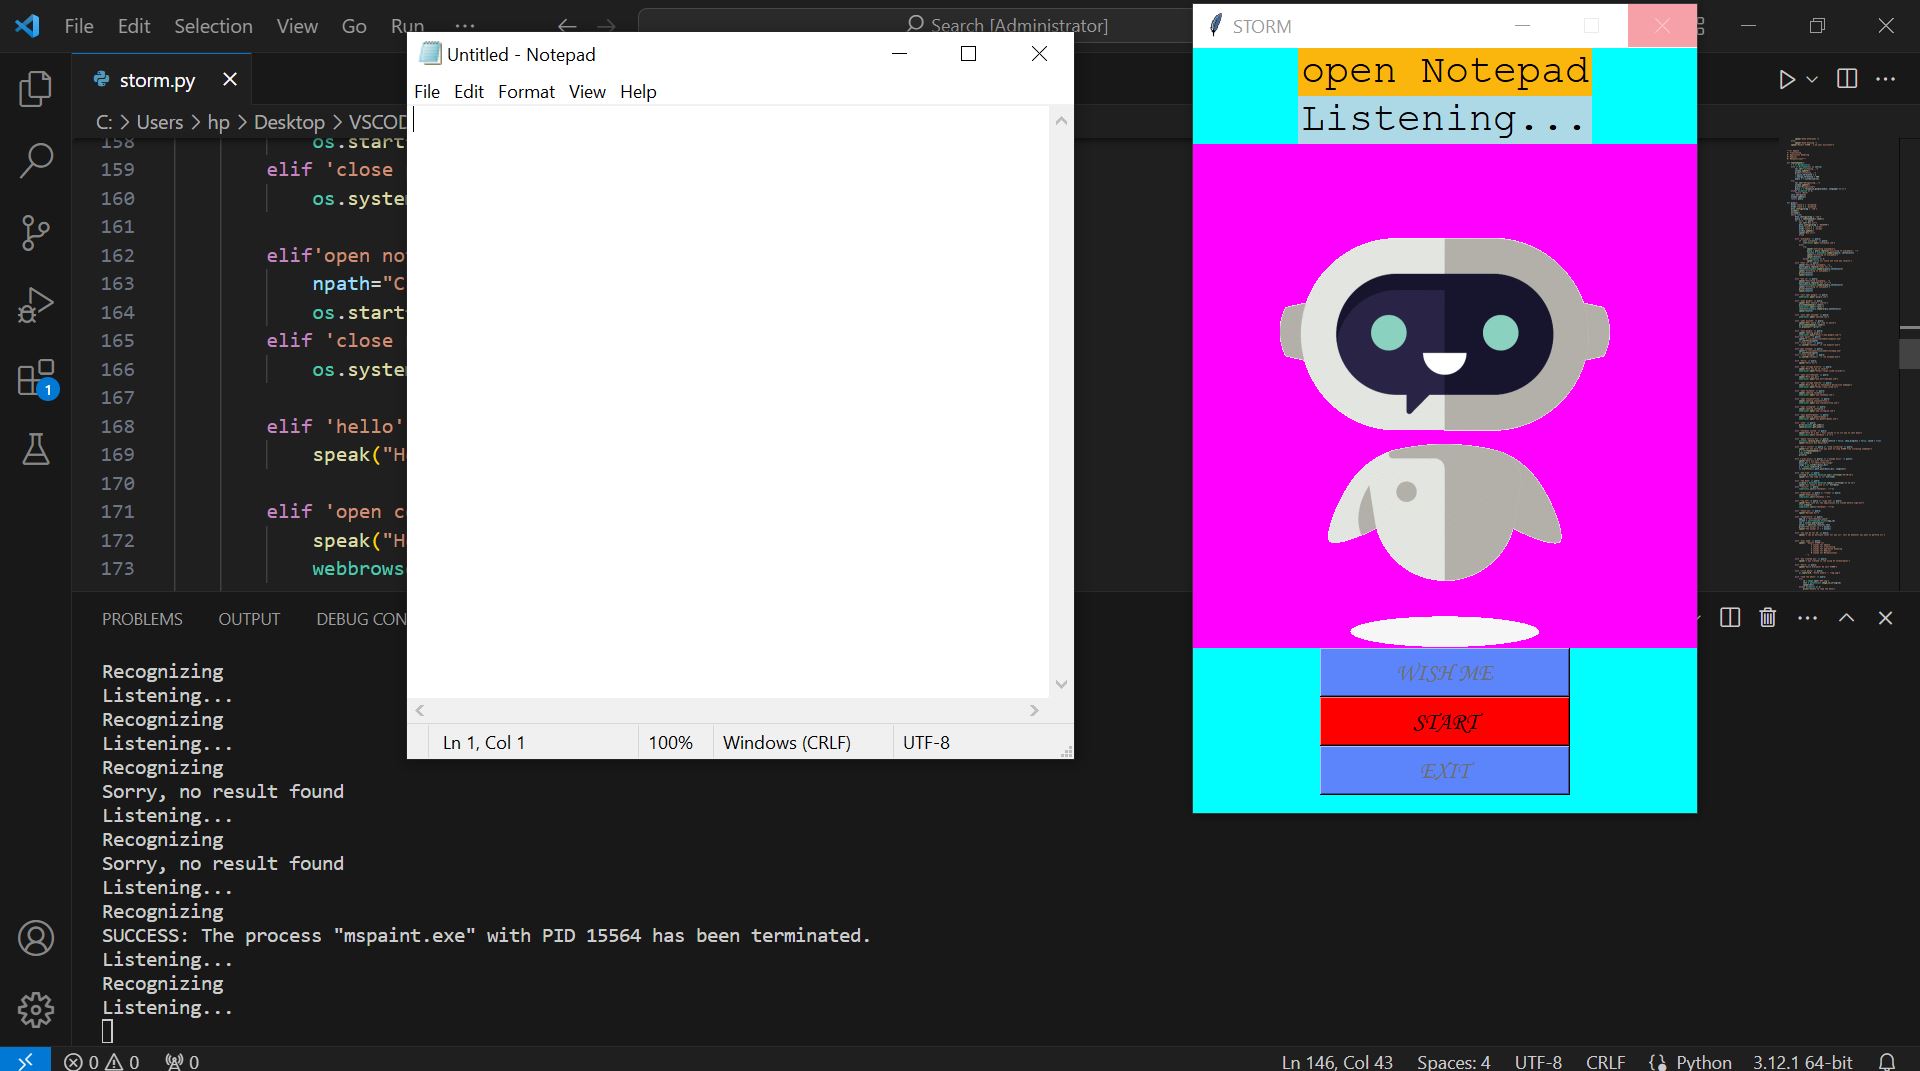 File Edit Selection View Go Run ...
Search [Administrator]
storm.py
C: > Users > hp > Desktop > VSCOD
158 os.start
159 elif 'close
160 os.syste
161
162 elif'open no
163 npath="C
164 os.start
165 elif 'close
166 os.syste
167
168 elif 'hello'
169 speak("H
170
171 elif 'open c
172 speak("H
173 webbrows
PROBLEMS OUTPUT DEBUG CON
Recognizing
Listening...
Recognizing
Listening...
Recognizing
Sorry, no result found
Listening...
Recognizing
Sorry, no result found
Listening...
Recognizing
SUCCESS: The process "mspaint.exe" with PID 15564 has been terminated.
Listening...
Recognizing
Listening...
1
Untitled - Notepad
File Edit Format View Help
Ln 1, Col 1 100% Windows (CRLF) UTF-8
STORM
open Notepad
Listening...
WISH ME
START
EXIT
0 0 0 Ln 146, Col 43 Spaces: 4 UTF-8 CRLF Python 3.12.1 64-bit